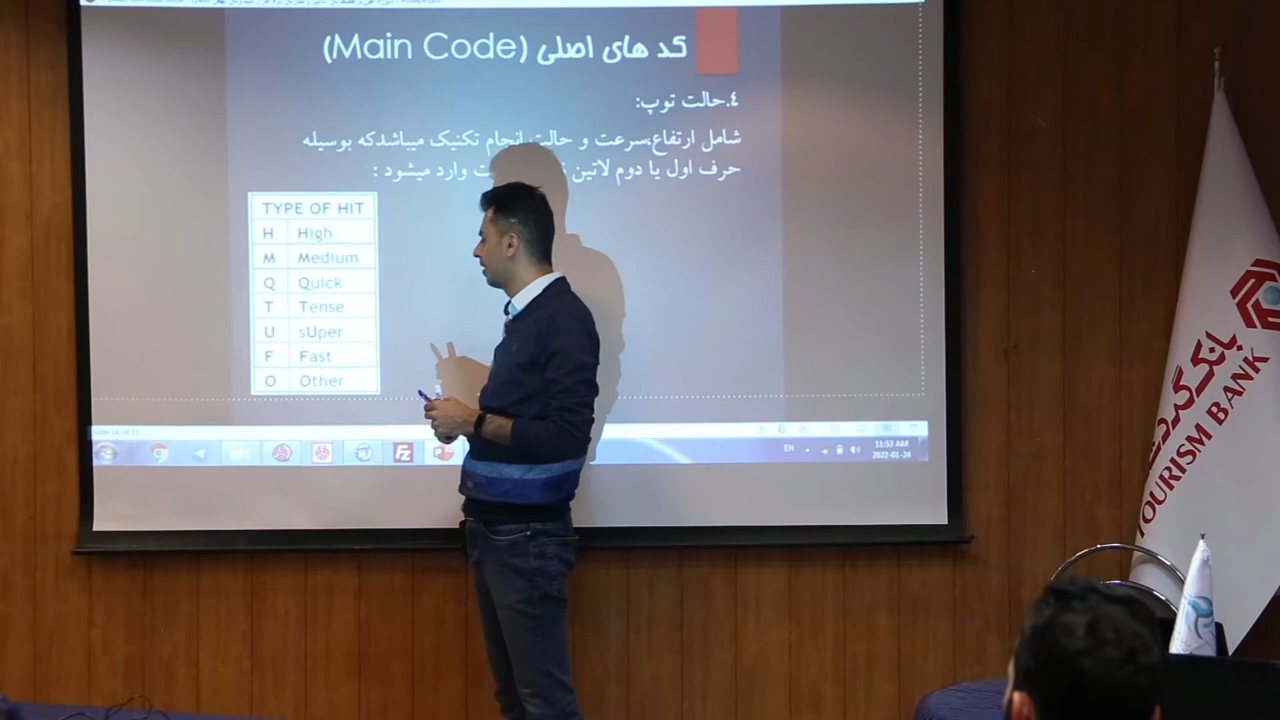 کد های اصلی (Main Code)
۴.حالت توپ:
شامل ارتفاع،سرعت و حالت انجام تکنیک میباشدکه بوسیله
حرف اول یا دوم لاتین وارد میشود :
TYPE OF HIT
H High
M Medium
Q Quick
T Tense
U sUper
F Fast
O Other
EN
11:53 AM
2022-01-24
TOURISM BANK